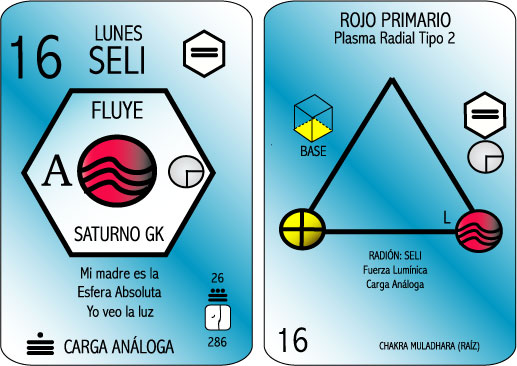 16
LUNES
SELI
FLUYE
A
SATURNO GK
Mi madre es la
Esfera Absoluta
Yo veo la luz
26
286
CARGA ANÁLOGA
ROJO PRIMARIO
Plasma Radial Tipo 2
BASE
L
RADIÓN: SELI
Fuerza Lumínica
Carga Análoga
16
CHAKRA MULADHARA (RAÍZ)